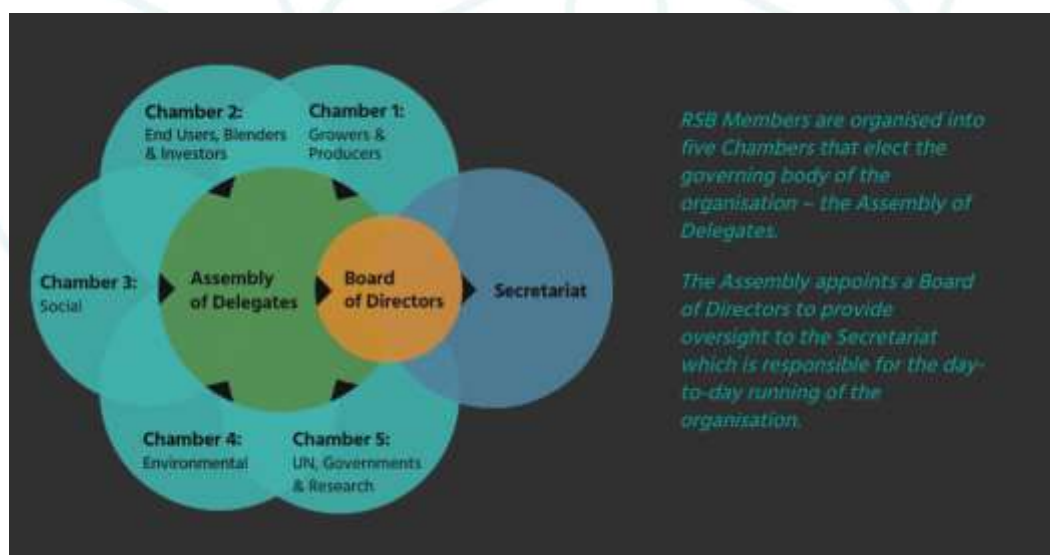 Chamber 2:
End Users, Blenders
& Investors
Chamber 1:
Growers &
Producers
Chamber 3:
Social
Assembly
of Delegates
Board
of Directors
Secretariat
Chamber 4:
Environmental
Chamber 5:
UN, Governments
& Research
RSB Members are organised into
five Chambers that elect the
governing body of the
organisation – the Assembly of
Delegates.
The Assembly appoints a Board
of Directors to provide
oversight to the Secretariat
which is responsible for the day-
to-day running of the
organisation.